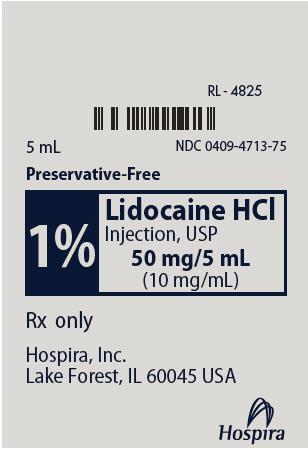 RL - 4825
5 mL NDC 0409-4713-75
Preservative-Free
1% Lidocaine HCl
Injection, USP
50 mg/5 mL
(10 mg/mL)
Rx only
Hospira, Inc.
Lake Forest, IL 60045 USA
Hospira